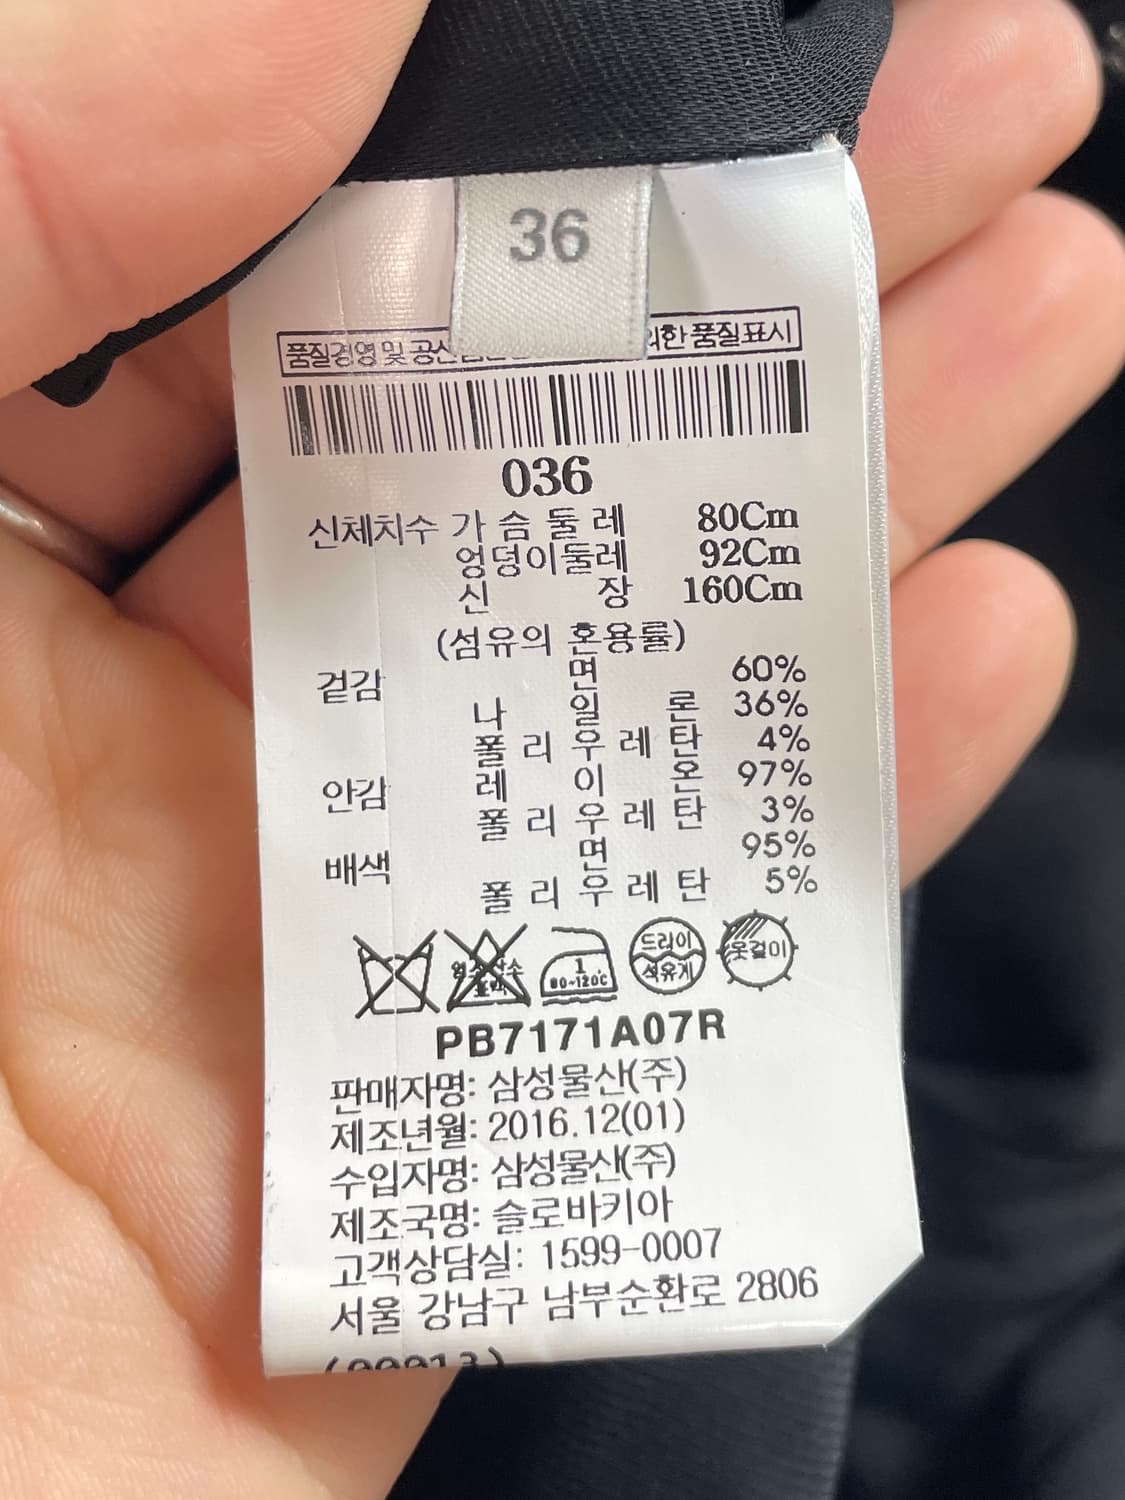 36
품질경영 및 공산 의한 품질표시
036
신체치수 가 슴 둘 레 80Cm
엉덩이둘레 92Cm
신 장 160Cm
(섬유의 혼용률)
겉감 면 60%
나 일 론 36%
폴 리 우 레 탄 4%
안감 레 이 온 97%
폴 리 우 레 탄 3%
배색 면 95%
폴 리 우 레 탄 5%
1. 80~120℃ 드라이 석유계 옷걸이
PB7171A07R
판매자명: 삼성물산(주)
제조년월: 2016.12(01)
수입자명: 삼성물산(주)
제조국명: 슬로바키아
고객상담실: 1599-0007
서울 강남구 남부순환로 2806